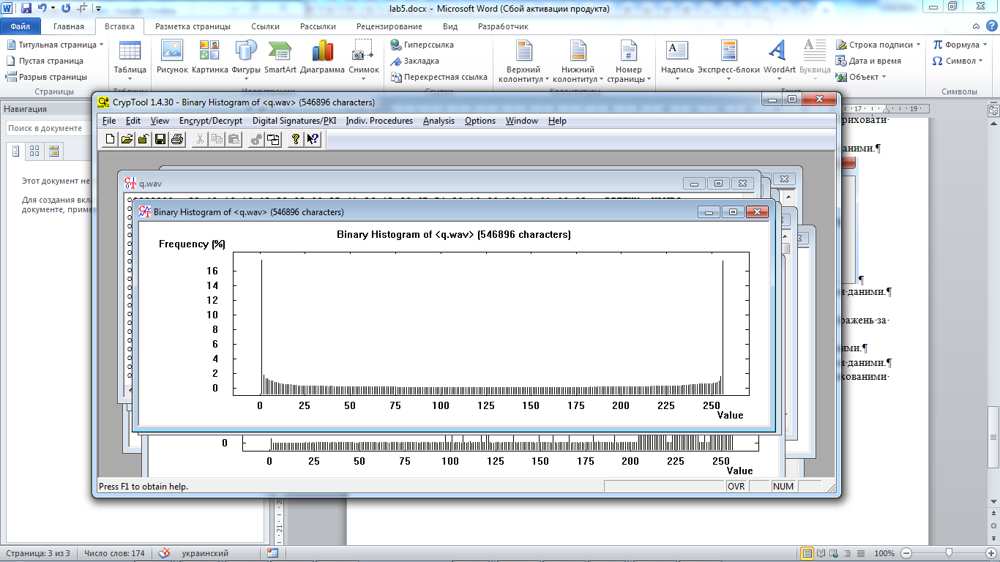 lab5.docx - Microsoft Word (Сбой активации продукта)
Файл Главная Вставка Разметка страницы Ссылки Рассылки Рецензирование Вид Разработчик
Титульная страница
Пустая страница
Разрыв страницы
Страницы
Таблица
Таблицы
Рисунок Картинка Фигуры SmartArt Диаграмма Снимок
Иллюстрации
Гиперссылка
Закладка
Перекрестная ссылка
Ссылки
Верхний колонтитул
Нижний колонтитул
Номер страницы
Колонтитулы
Надпись Экспресс-блоки WordArt Буквица
Текст
Строка подписи
Дата и время
Объект
π Формула
Ω Символ
Символы
Навигация
Поиск в документе
Этот документ не
Для создания вкла
документе, приме
17 19
риховати·
аними.¶
¶
и·даними.¶
ражень·за·
ими.¶
и·даними.¶
хованими·
CrypTool 1.4.30 - Binary Histogram of <q.wav> (546896 characters)
File Edit View Encrypt/Decrypt Digital Signatures/PKI Indiv. Procedures Analysis Options Window Help
q.wav
Binary Histogram of <q.wav> (546896 characters)
Binary Histogram of <q.wav> (546896 characters)
Frequency (%)
16
14
12
10
8
6
4
2
0
0 25 50 75 100 125 150 175 200 225 250
Value
0
0 25 50 75 100 125 150 175 200 225 250
Value
Press F1 to obtain help.
OVR NUM
Страница: 3 из 3 Число слов: 174 украинский 100%